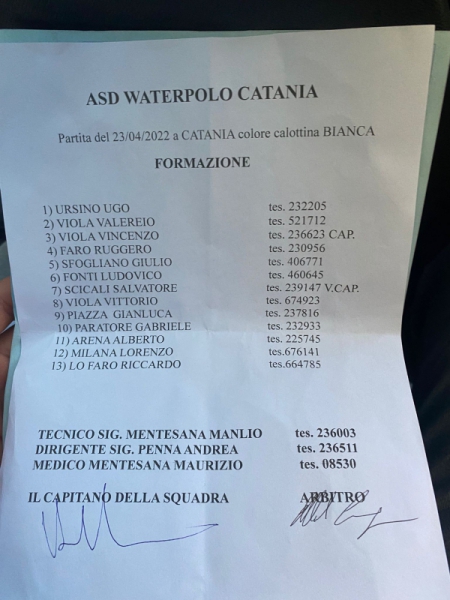 ASD WATERPOLO CATANIA
Partita del 23/04/2022 a CATANIA colore calottina BIANCA
FORMAZIONE
1) URSINO UGO tes. 232205
2) VIOLA VALEREIO tes. 521712
3) VIOLA VINCENZO tes. 236623 CAP.
4) FARO RUGGERO tes. 230956
5) SFOGLIANO GIULIO tes. 406771
6) FONTI LUDOVICO tes. 460645
7) SCICALI SALVATORE tes. 239147 V.CAP.
8) VIOLA VITTORIO tes. 674923
9) PIAZZA GIANLUCA tes. 237816
10) PARATORE GABRIELE tes. 232933
11) ARENA ALBERTO tes. 225745
12) MILANA LORENZO tes.676141
13) LO FARO RICCARDO tes.664785
TECNICO SIG. MENTESANA MANLIO tes. 236003
DIRIGENTE SIG. PENNA ANDREA tes. 236511
MEDICO MENTESANA MAURIZIO tes. 08530
IL CAPITANO DELLA SQUADRA ARBITRO